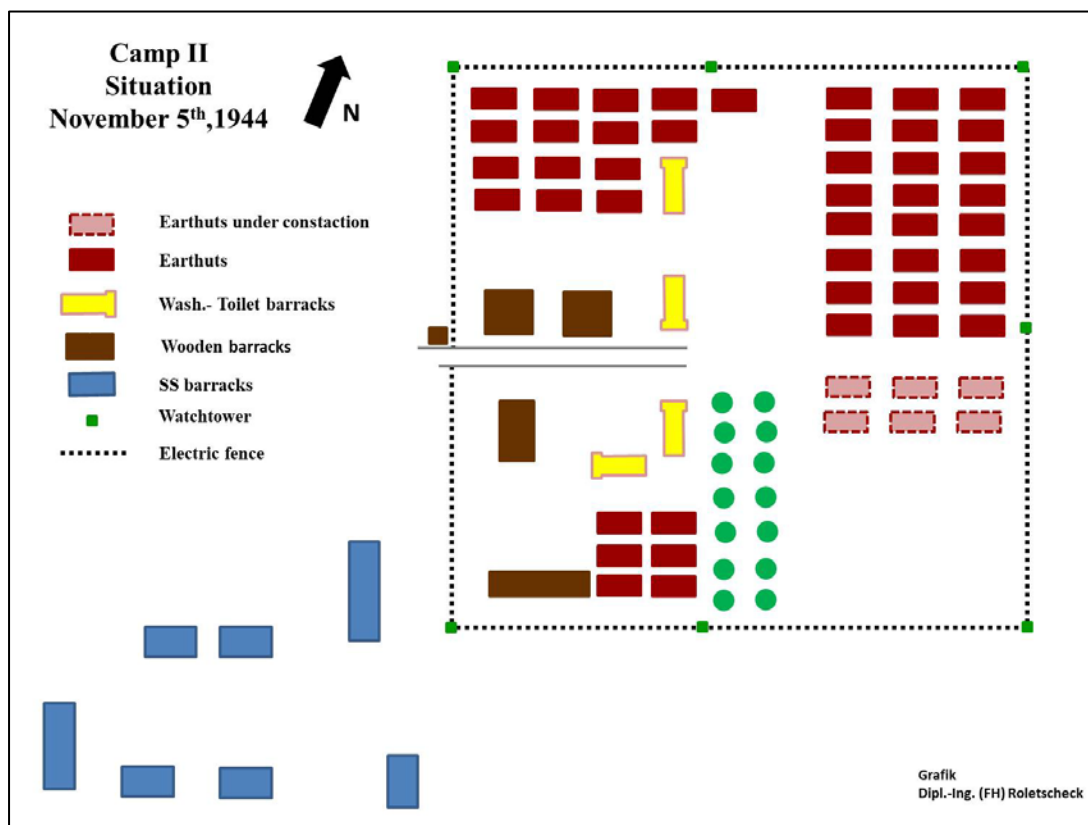 Camp II
Situation
November 5th,1944
N
Earthuts under constaction
Earthuts
Wash.- Toilet barracks
Wooden barracks
SS barracks
Watchtower
Electric fence
Grafik
Dipl.-Ing. (FH) Roletscheck